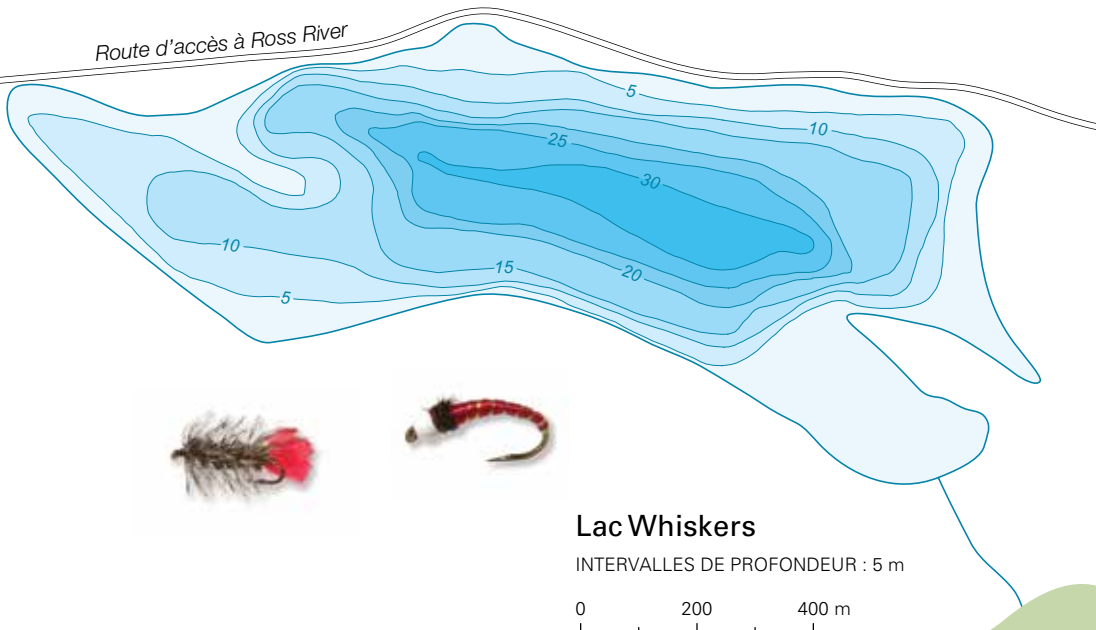 Route d'accès à Ross River
5
10
25
30
10
15
20
5
Lac Whiskers
INTERVALLES DE PROFONDEUR : 5 m
0 200 400 m